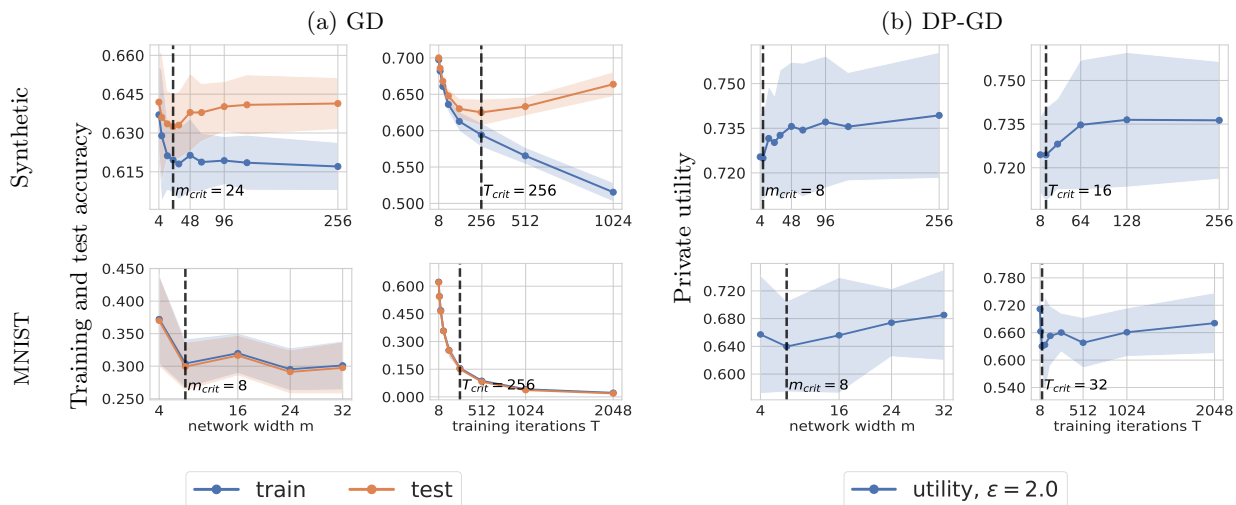 (a) GD
(b) DP-GD
Synthetic
MNIST
Training and test accuracy
0.660
0.645
0.630
0.615
m_crit = 24
4 48 96 256
0.700
0.650
0.600
0.550
0.500
T_crit = 256
8 256 512 1024
0.450
0.400
0.350
0.300
0.250
m_crit = 8
4 16 24 32
network width m
0.600
0.450
0.300
0.150
0.000
T_crit = 256
8 512 1024 2048
training iterations T
Private utility
0.750
0.735
0.720
m_crit = 8
4 48 96 256
0.750
0.735
0.720
T_crit = 16
8 64 128 256
0.720
0.680
0.640
0.600
m_crit = 8
4 16 24 32
network width m
0.780
0.720
0.660
0.600
0.540
T_crit = 32
8 512 1024 2048
training iterations T
train test
utility, ε = 2.0